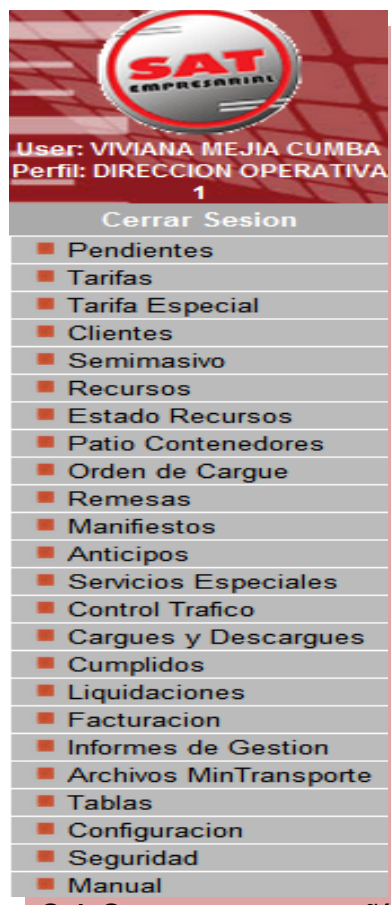 SAT
EMPRESARIAL
User: VIVIANA MEJIA CUMBA
Perfil: DIRECCION OPERATIVA
1
Cerrar Sesion
Pendientes
Tarifas
Tarifa Especial
Clientes
Semimasivo
Recursos
Estado Recursos
Patio Contenedores
Orden de Cargue
Remesas
Manifiestos
Anticipos
Servicios Especiales
Control Trafico
Cargues y Descargues
Cumplidos
Liquidaciones
Facturacion
Informes de Gestion
Archivos MinTransporte
Tablas
Configuracion
Seguridad
Manual